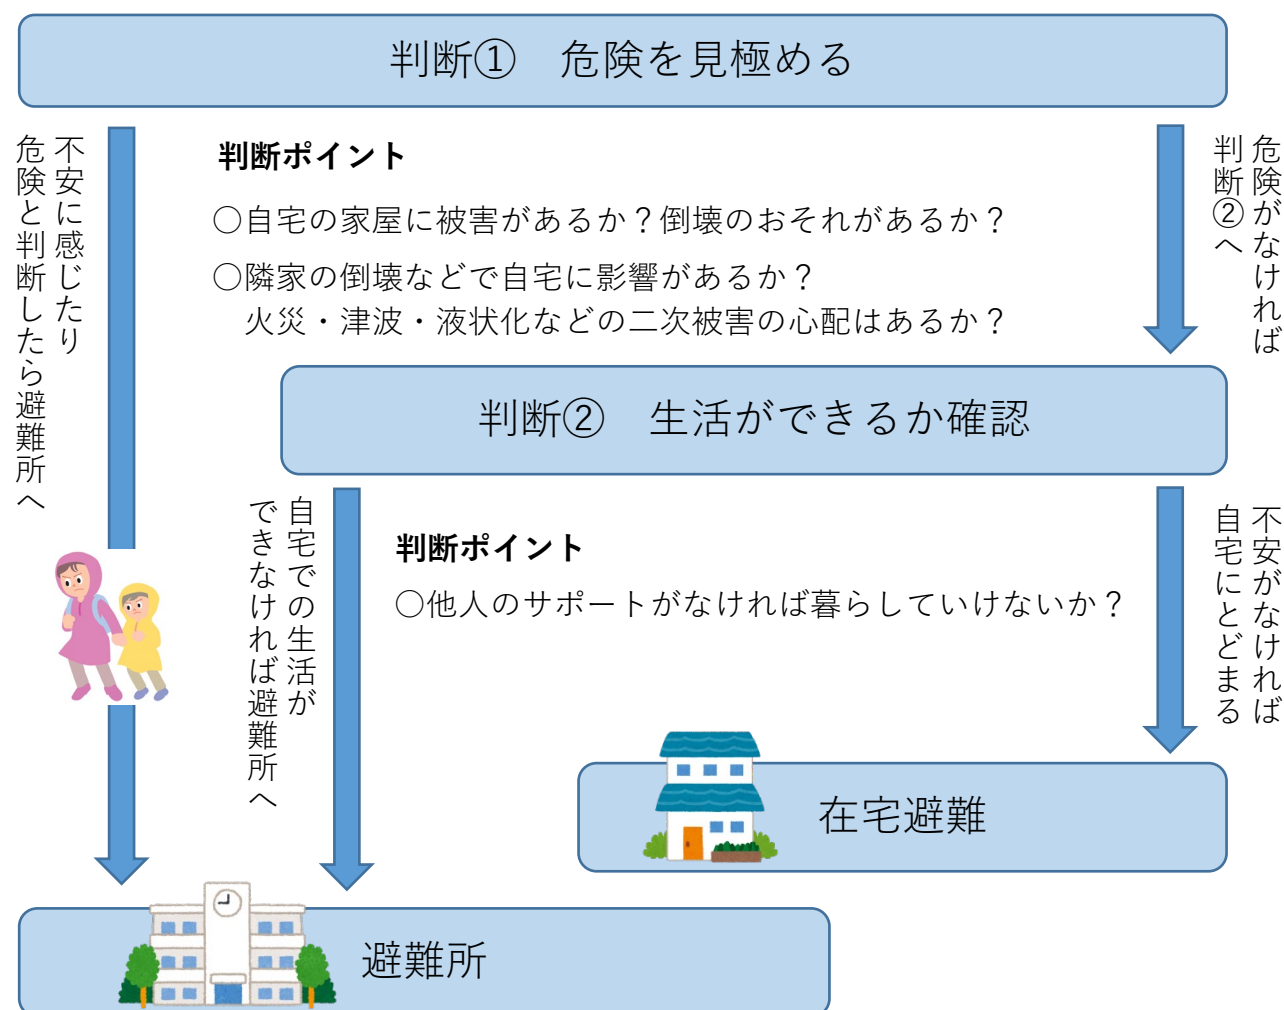 判断①　危険を見極める
不安に感じたり
危険と判断したら避難所へ
判断ポイント
○自宅の家屋に被害があるか？倒壊のおそれがあるか？
○隣家の倒壊などで自宅に影響があるか？
火災・津波・液状化などの二次被害の心配はあるか？
危険がなければ
判断②へ
判断②　生活ができるか確認
自宅での生活が
できなければ避難所へ
判断ポイント
○他人のサポートがなければ暮らしていけないか？
不安がなければ
自宅にとどまる
在宅避難
避難所